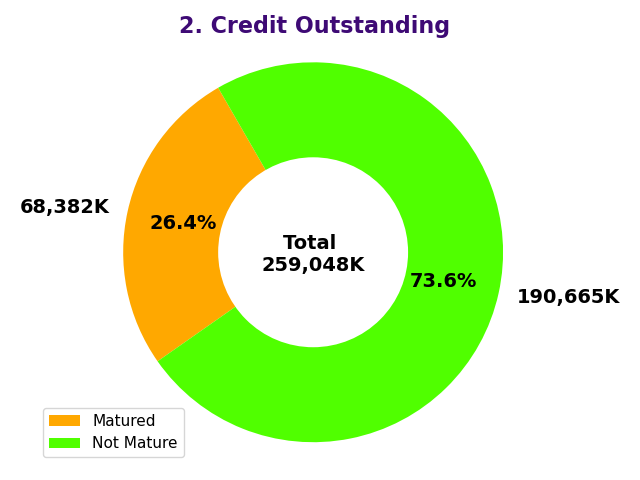 2. Credit Outstanding
68,382K
26.4%
Total
259,048K
73.6%
190,665K
Matured
Not Mature